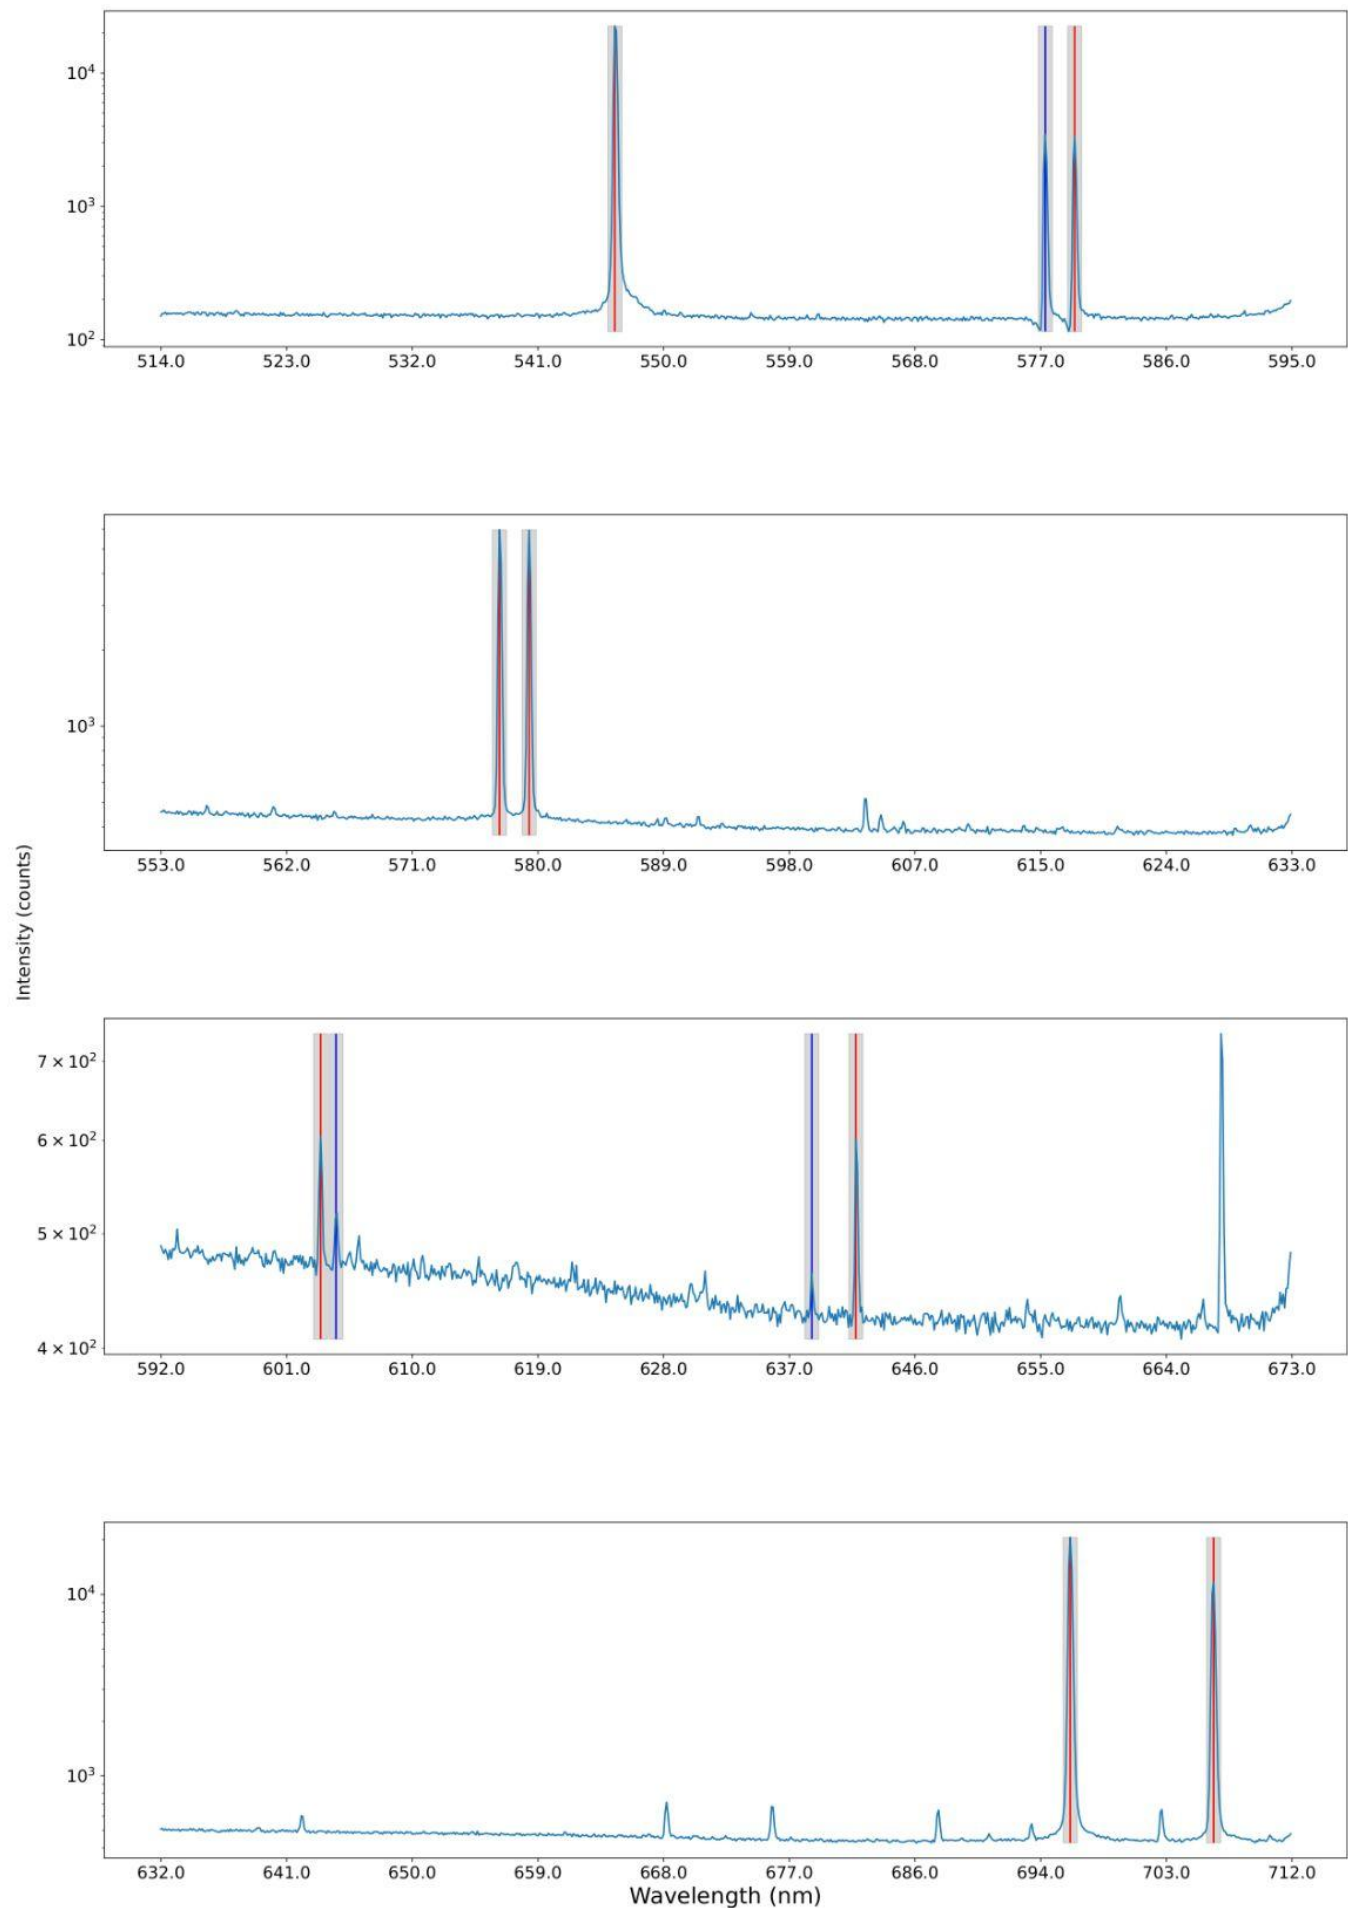 10⁴
10³
10²
514.0 523.0 532.0 541.0 550.0 559.0 568.0 577.0 586.0 595.0
10³
553.0 562.0 571.0 580.0 589.0 598.0 607.0 615.0 624.0 633.0
Intensity (counts)
7 × 10²
6 × 10²
5 × 10²
4 × 10²
592.0 601.0 610.0 619.0 628.0 637.0 646.0 655.0 664.0 673.0
10⁴
10³
632.0 641.0 650.0 659.0 668.0 677.0 686.0 694.0 703.0 712.0
Wavelength (nm)